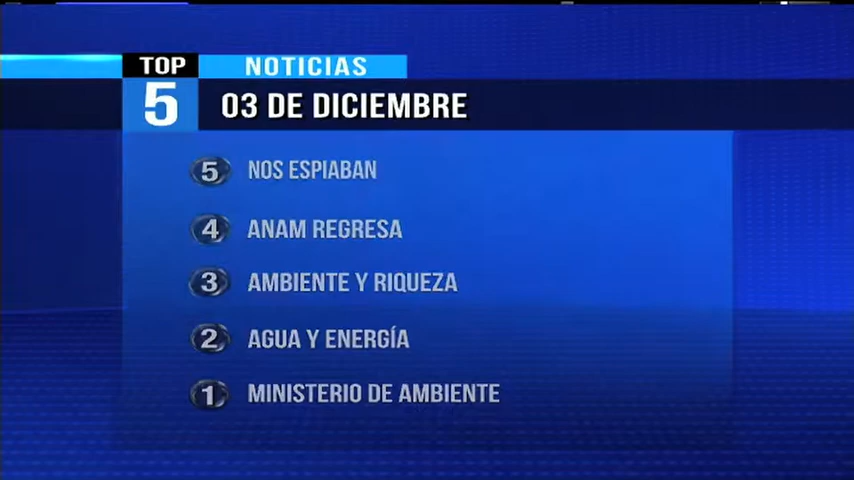 TOP NOTICIAS
5 03 DE DICIEMBRE
5 NOS ESPIABAN
4 ANAM REGRESA
3 AMBIENTE Y RIQUEZA
2 AGUA Y ENERGÍA
1 MINISTERIO DE AMBIENTE